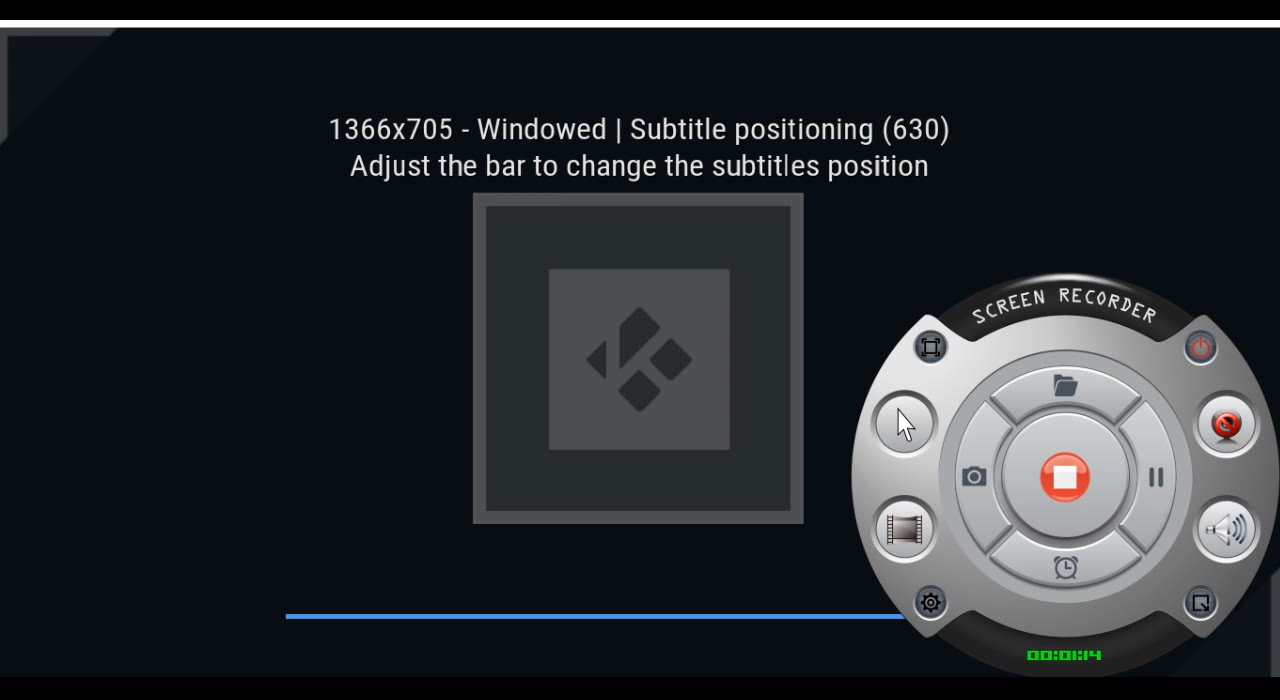 1366x705 - Windowed | Subtitle positioning (630)
Adjust the bar to change the subtitles position
SCREEN RECORDER
00:01:14